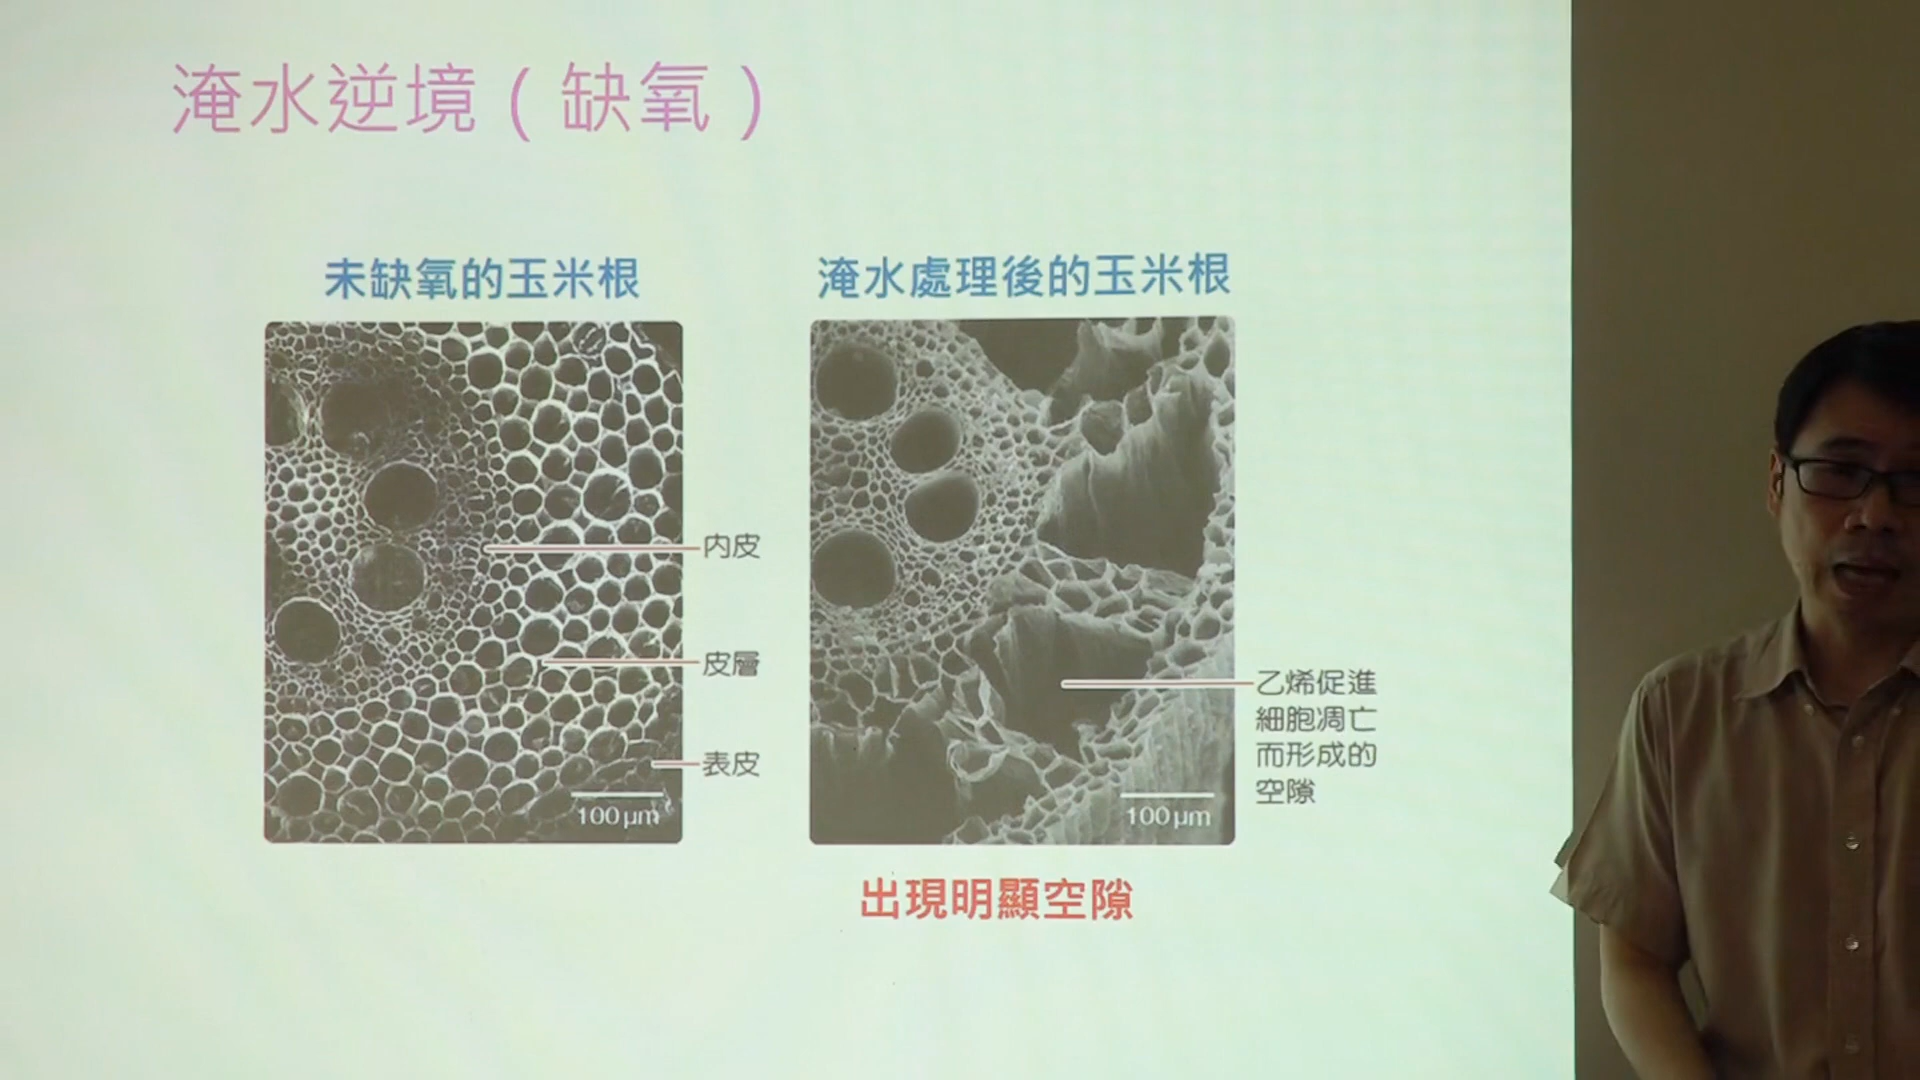 淹水逆境（缺氧）
未缺氧的玉米根
淹水處理後的玉米根
內皮
皮層
表皮
100 μm
100 μm
乙烯促進
細胞凋亡
而形成的
空隙
出現明顯空隙